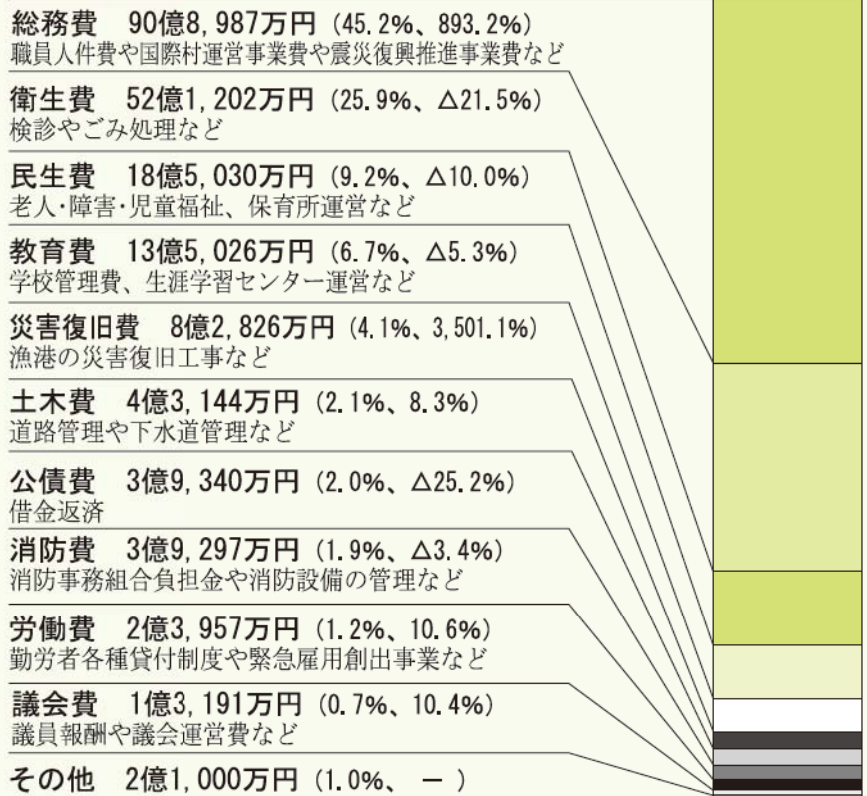 総務費 90億8,987万円 (45.2%、893.2%)
職員人件費や国際村運営事業費や震災復興推進事業費など
衛生費 52億1,202万円 (25.9%、△21.5%)
検診やごみ処理など
民生費 18億5,030万円 (9.2%、△10.0%)
老人･障害･児童福祉、保育所運営など
教育費 13億5,026万円 (6.7%、△5.3%)
学校管理費、生涯学習センター運営など
災害復旧費 8億2,826万円 (4.1%、3,501.1%)
漁港の災害復旧工事など
土木費 4億3,144万円 (2.1%、8.3%)
道路管理や下水道管理など
公債費 3億9,340万円 (2.0%、△25.2%)
借金返済
消防費 3億9,297万円 (1.9%、△3.4%)
消防事務組合負担金や消防設備の管理など
労働費 2億3,957万円 (1.2%、10.6%)
勤労者各種貸付制度や緊急雇用創出事業など
議会費 1億3,191万円 (0.7%、10.4%)
議員報酬や議会運営費など
その他 2億1,000万円 (1.0%、 － )